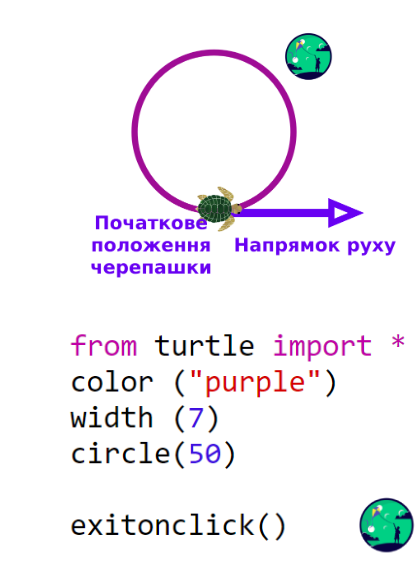 Початкове
положення
черепашки
Напрямок руху
from turtle import *
color ("purple")
width (7)
circle(50)
exitonclick()